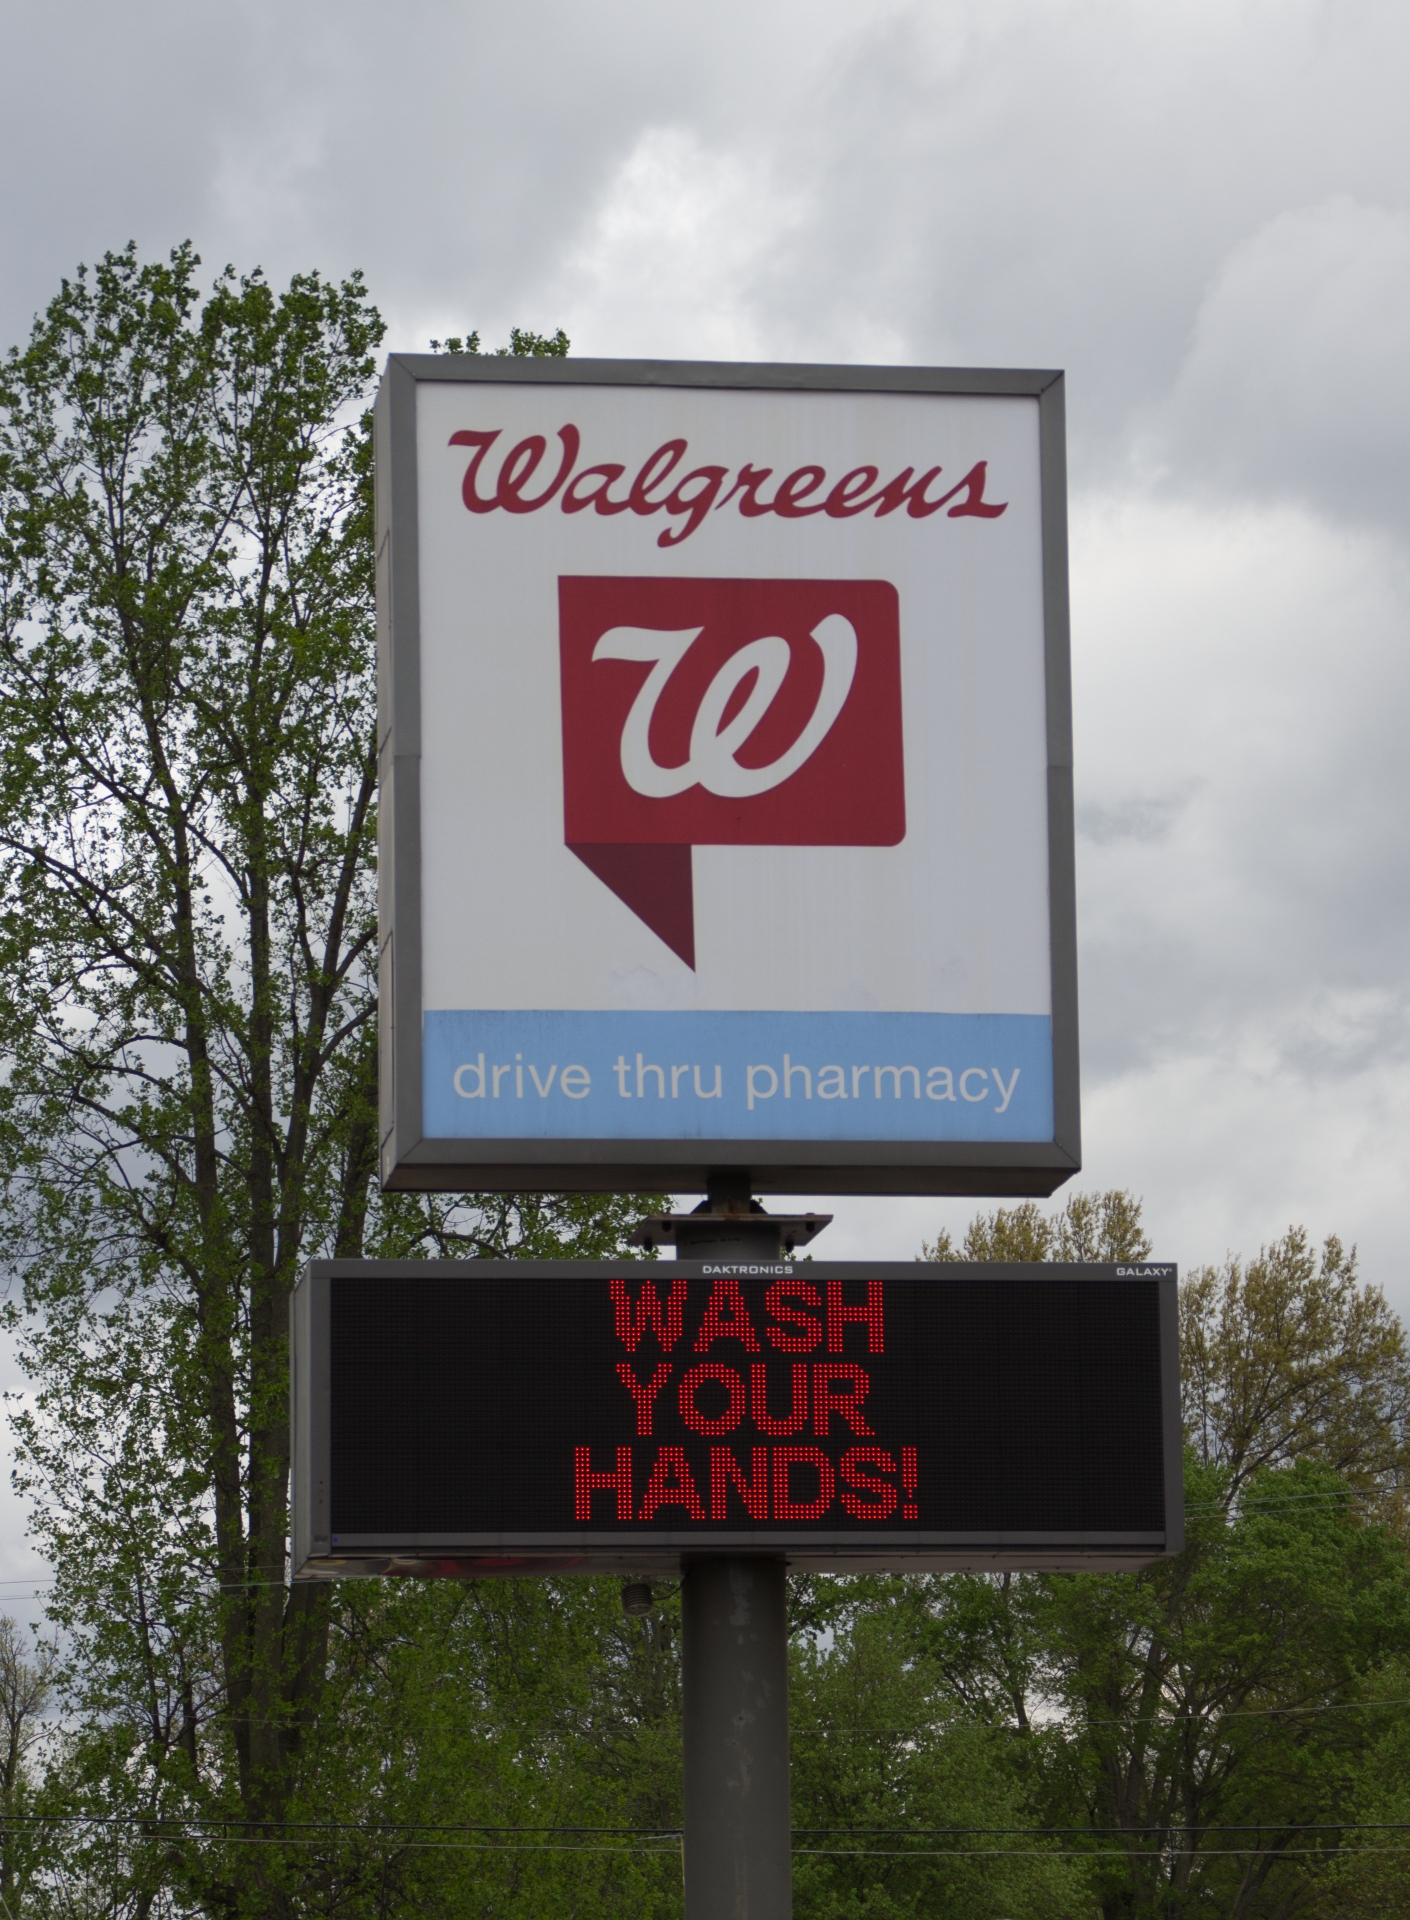 Walgreens
W
drive thru pharmacy
DAKTRONICS GALAXY®
WASH
YOUR
HANDS!